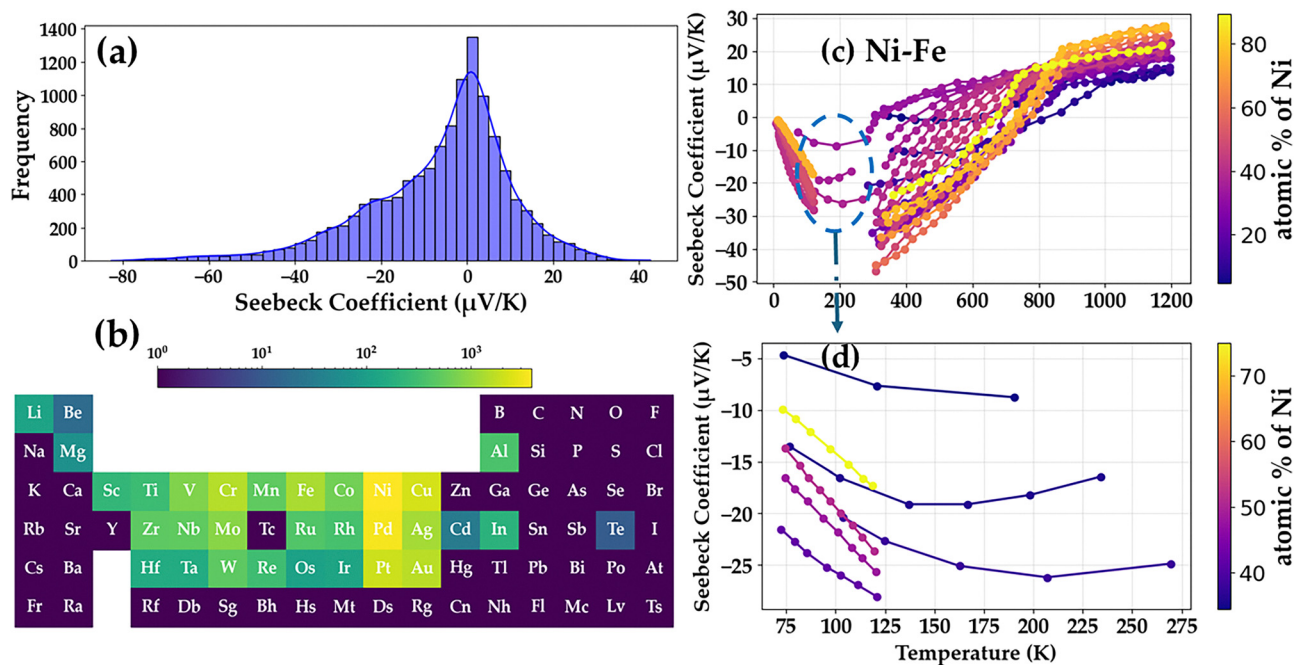 (a)
1400
1200
1000
800
600
400
200
0
Frequency
−80 −60 −40 −20 0 20 40
Seebeck Coefficient (µV/K)
(b)
10⁰ 10¹ 10² 10³
Li Be B C N O F
Na Mg Al Si P S Cl
K Ca Sc Ti V Cr Mn Fe Co Ni Cu Zn Ga Ge As Se Br
Rb Sr Y Zr Nb Mo Tc Ru Rh Pd Ag Cd In Sn Sb Te I
Cs Ba Hf Ta W Re Os Ir Pt Au Hg Tl Pb Bi Po At
Fr Ra Rf Db Sg Bh Hs Mt Ds Rg Cn Nh Fl Mc Lv Ts
(c) Ni-Fe
30
20
10
0
−10
−20
−30
−40
−50
Seebeck Coefficient (µV/K)
0 200 400 600 800 1000 1200
80
60
40
20
atomic % of Ni
(d)
−5
−10
−15
−20
−25
Seebeck Coefficient (µV/K)
75 100 125 150 175 200 225 250 275
Temperature (K)
70
60
50
40
atomic % of Ni